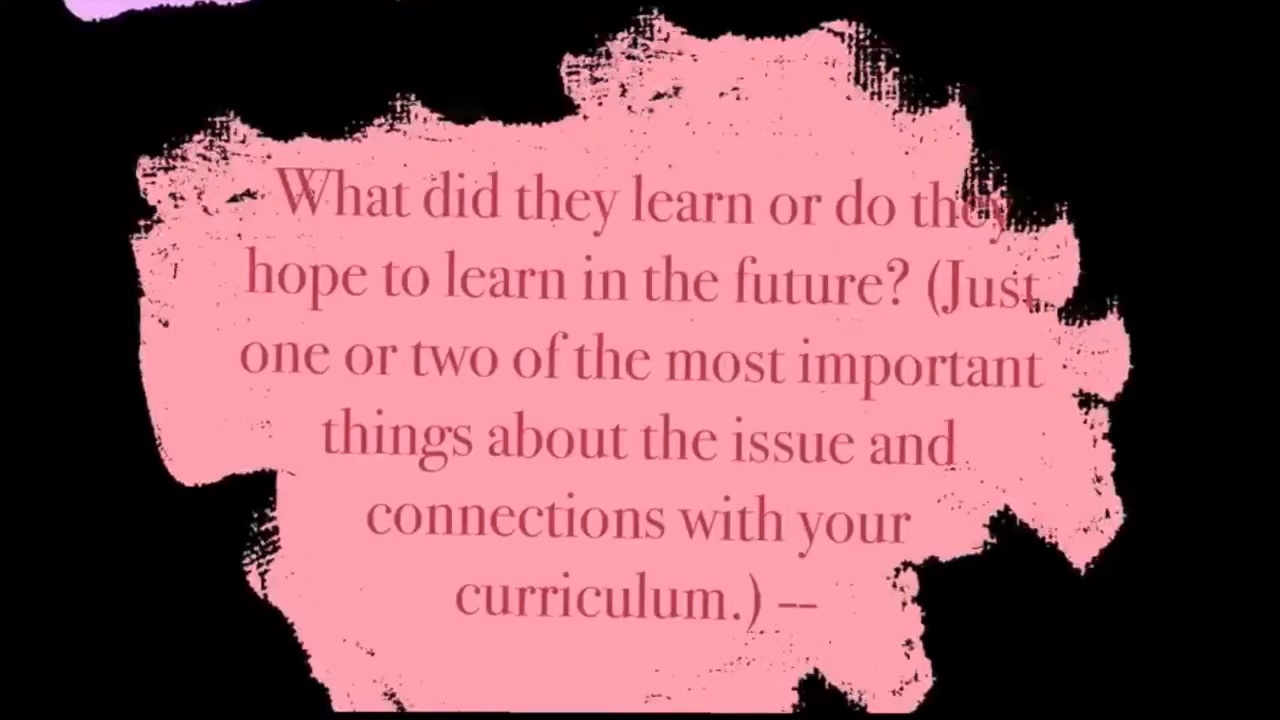 What did they learn or do they
hope to learn in the future? (Just
one or two of the most important
things about the issue and
connections with your
curriculum.) --